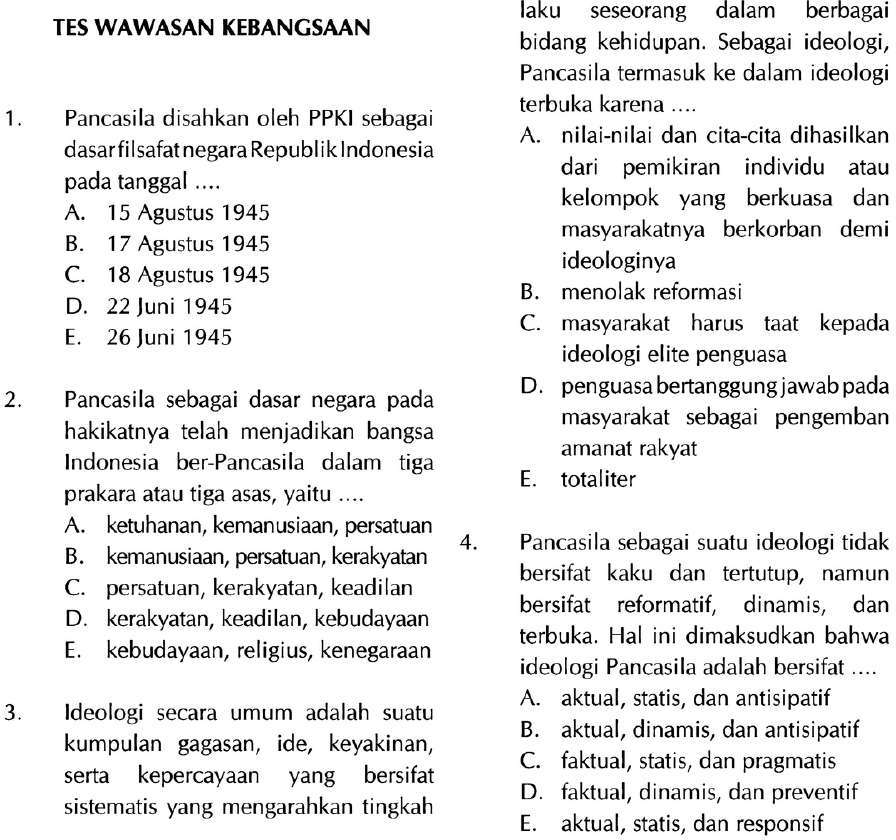 TES WAWASAN KEBANGSAAN
1. Pancasila disahkan oleh PPKI sebagai
dasar filsafat negara Republik Indonesia
pada tanggal ....
A. 15 Agustus 1945
B. 17 Agustus 1945
C. 18 Agustus 1945
D. 22 Juni 1945
E. 26 Juni 1945
2. Pancasila sebagai dasar negara pada
hakikatnya telah menjadikan bangsa
Indonesia ber-Pancasila dalam tiga
prakara atau tiga asas, yaitu ....
A. ketuhanan, kemanusiaan, persatuan
B. kemanusiaan, persatuan, kerakyatan
C. persatuan, kerakyatan, keadilan
D. kerakyatan, keadilan, kebudayaan
E. kebudayaan, religius, kenegaraan
3. Ideologi secara umum adalah suatu
kumpulan gagasan, ide, keyakinan,
serta kepercayaan yang bersifat
sistematis yang mengarahkan tingkah
laku seseorang dalam berbagai
bidang kehidupan. Sebagai ideologi,
Pancasila termasuk ke dalam ideologi
terbuka karena ....
A. nilai-nilai dan cita-cita dihasilkan
dari pemikiran individu atau
kelompok yang berkuasa dan
masyarakatnya berkorban demi
ideologinya
B. menolak reformasi
C. masyarakat harus taat kepada
ideologi elite penguasa
D. penguasa bertanggung jawab pada
masyarakat sebagai pengemban
amanat rakyat
E. totaliter
4. Pancasila sebagai suatu ideologi tidak
bersifat kaku dan tertutup, namun
bersifat reformatif, dinamis, dan
terbuka. Hal ini dimaksudkan bahwa
ideologi Pancasila adalah bersifat ....
A. aktual, statis, dan antisipatif
B. aktual, dinamis, dan antisipatif
C. faktual, statis, dan pragmatis
D. faktual, dinamis, dan preventif
E. aktual, statis, dan responsif